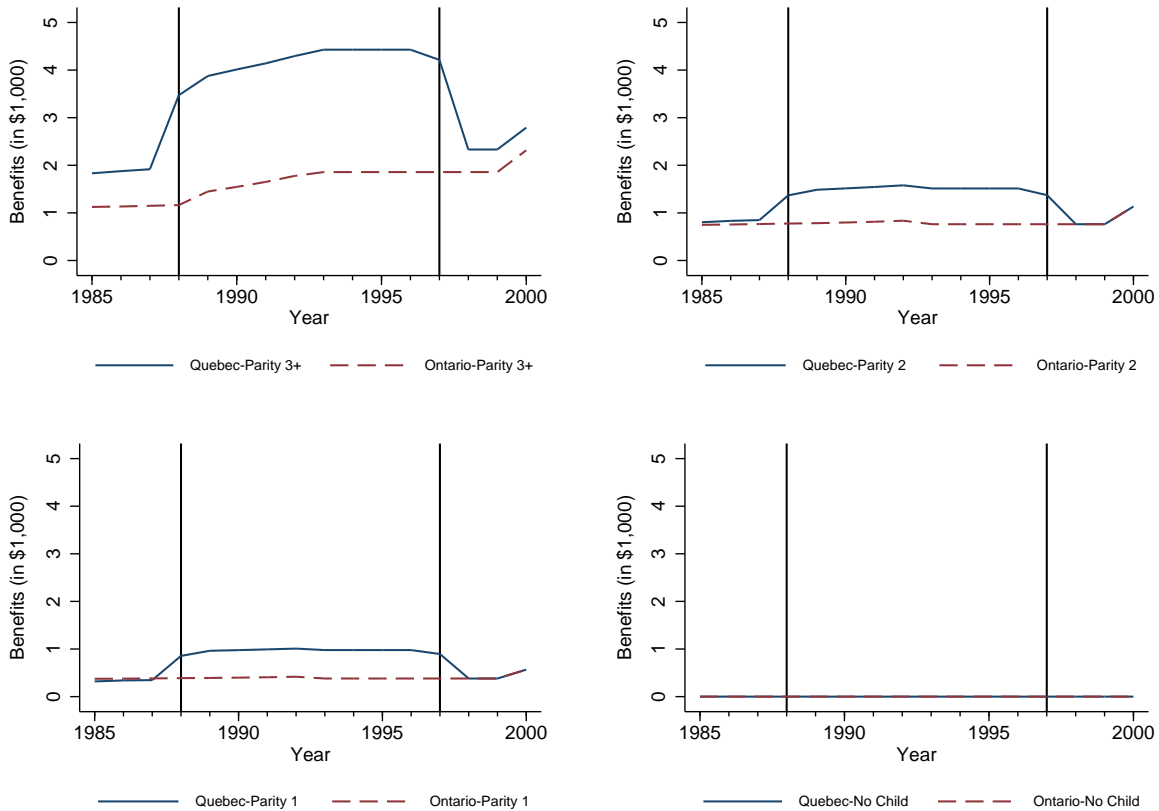 Benefits (in $1,000)
5
4
3
2
1
0
1985 1990 1995 2000
Year
Quebec-Parity 3+ Ontario-Parity 3+
Benefits (in $1,000)
5
4
3
2
1
0
1985 1990 1995 2000
Year
Quebec-Parity 2 Ontario-Parity 2
Benefits (in $1,000)
5
4
3
2
1
0
1985 1990 1995 2000
Year
Quebec-Parity 1 Ontario-Parity 1
Benefits (in $1,000)
5
4
3
2
1
0
1985 1990 1995 2000
Year
Quebec-No Child Ontario-No Child